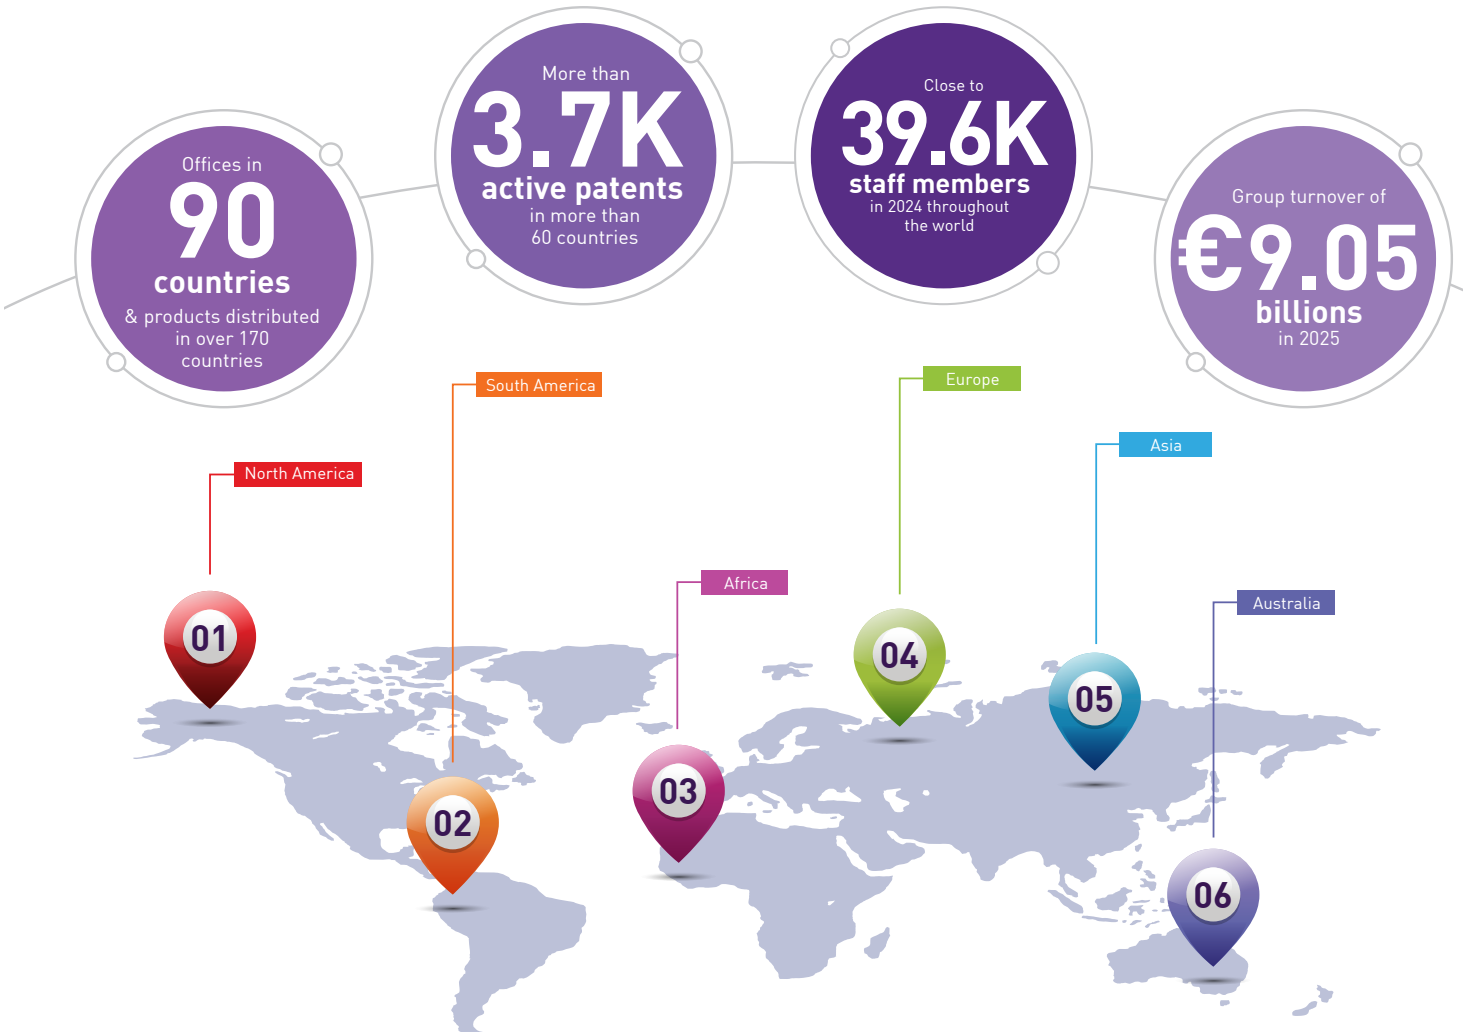 Offices in
90
countries
& products distributed
in over 170
countries
More than
3.7K
active patents
in more than
60 countries
Close to
39.6K
staff members
in 2024 throughout
the world
Group turnover of
€9.05
billions
in 2025
South America
Europe
Asia
North America
Africa
Australia
01
02
03
04
05
06